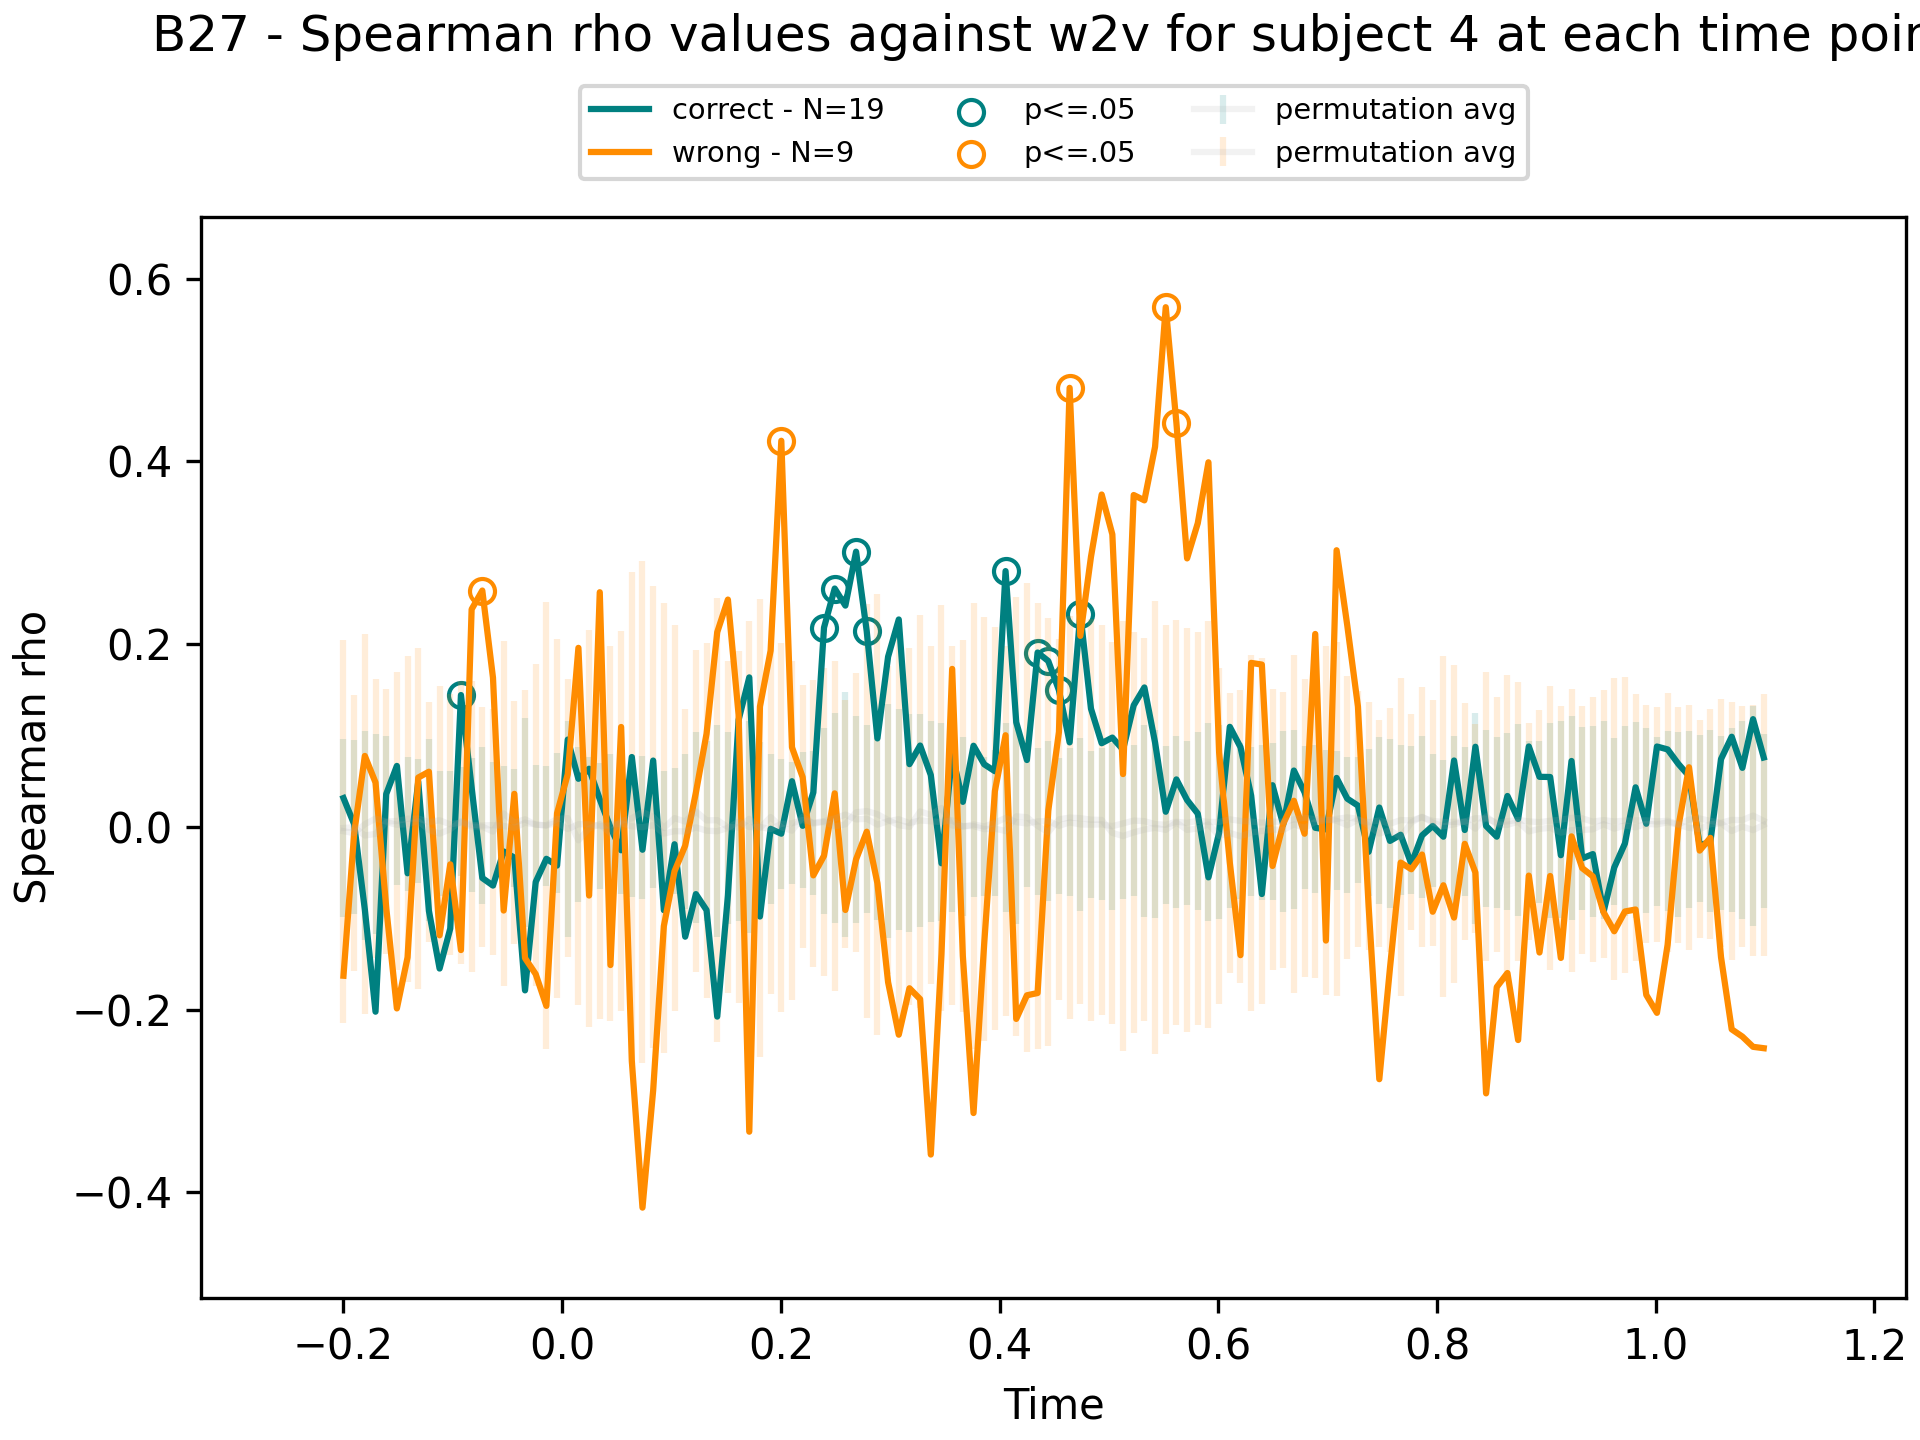 B27 - Spearman rho values against w2v for subject 4 at each time poin
correct - N=19
wrong - N=9
p<=.05
p<=.05
permutation avg
permutation avg
Spearman rho
0.6
0.4
0.2
0.0
−0.2
−0.4
−0.2 0.0 0.2 0.4 0.6 0.8 1.0 1.2
Time